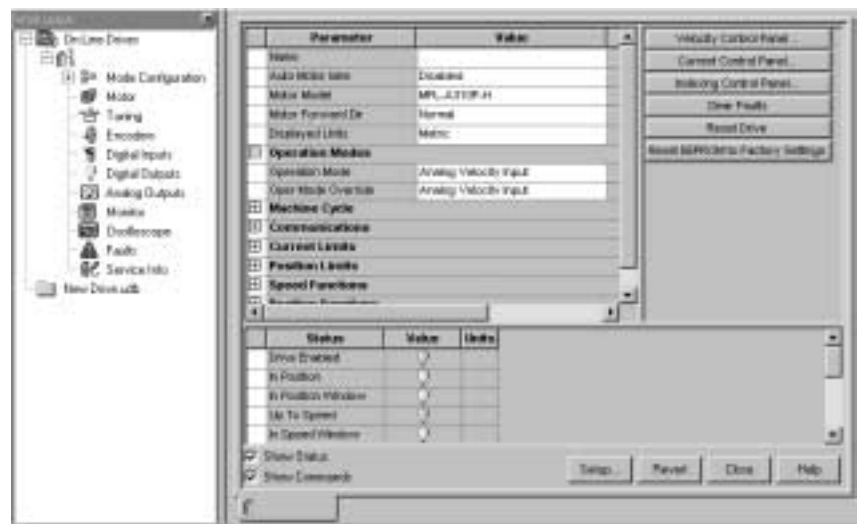 On-Line Drives
Mode Configuration
Motor
Tuning
Encoders
Digital Inputs
Digital Outputs
Analog Outputs
Monitor
Oscilloscope
Faults
Service Info
New Drive.udb
Parameter Value
Name
Auto Motor Iden Disabled
Motor Model MPL-A310P-H
Motor Forward Dir Normal
Displayed Units Metric
Operation Modes
Operation Mode Analog Velocity Input
Oper Mode Override Analog Velocity Input
Machine Cycle
Communications
Current Limits
Position Limits
Speed Functions
Position Functions
Velocity Control Panel...
Current Control Panel...
Indexing Control Panel...
Clear Faults
Reset Drive
Reset EEPROM to Factory Settings
Status Value Units
Drive Enabled
In Position
In Position Window
Up To Speed
In Speed Window
Show Status
Show Commands
Setup... Revert Close Help